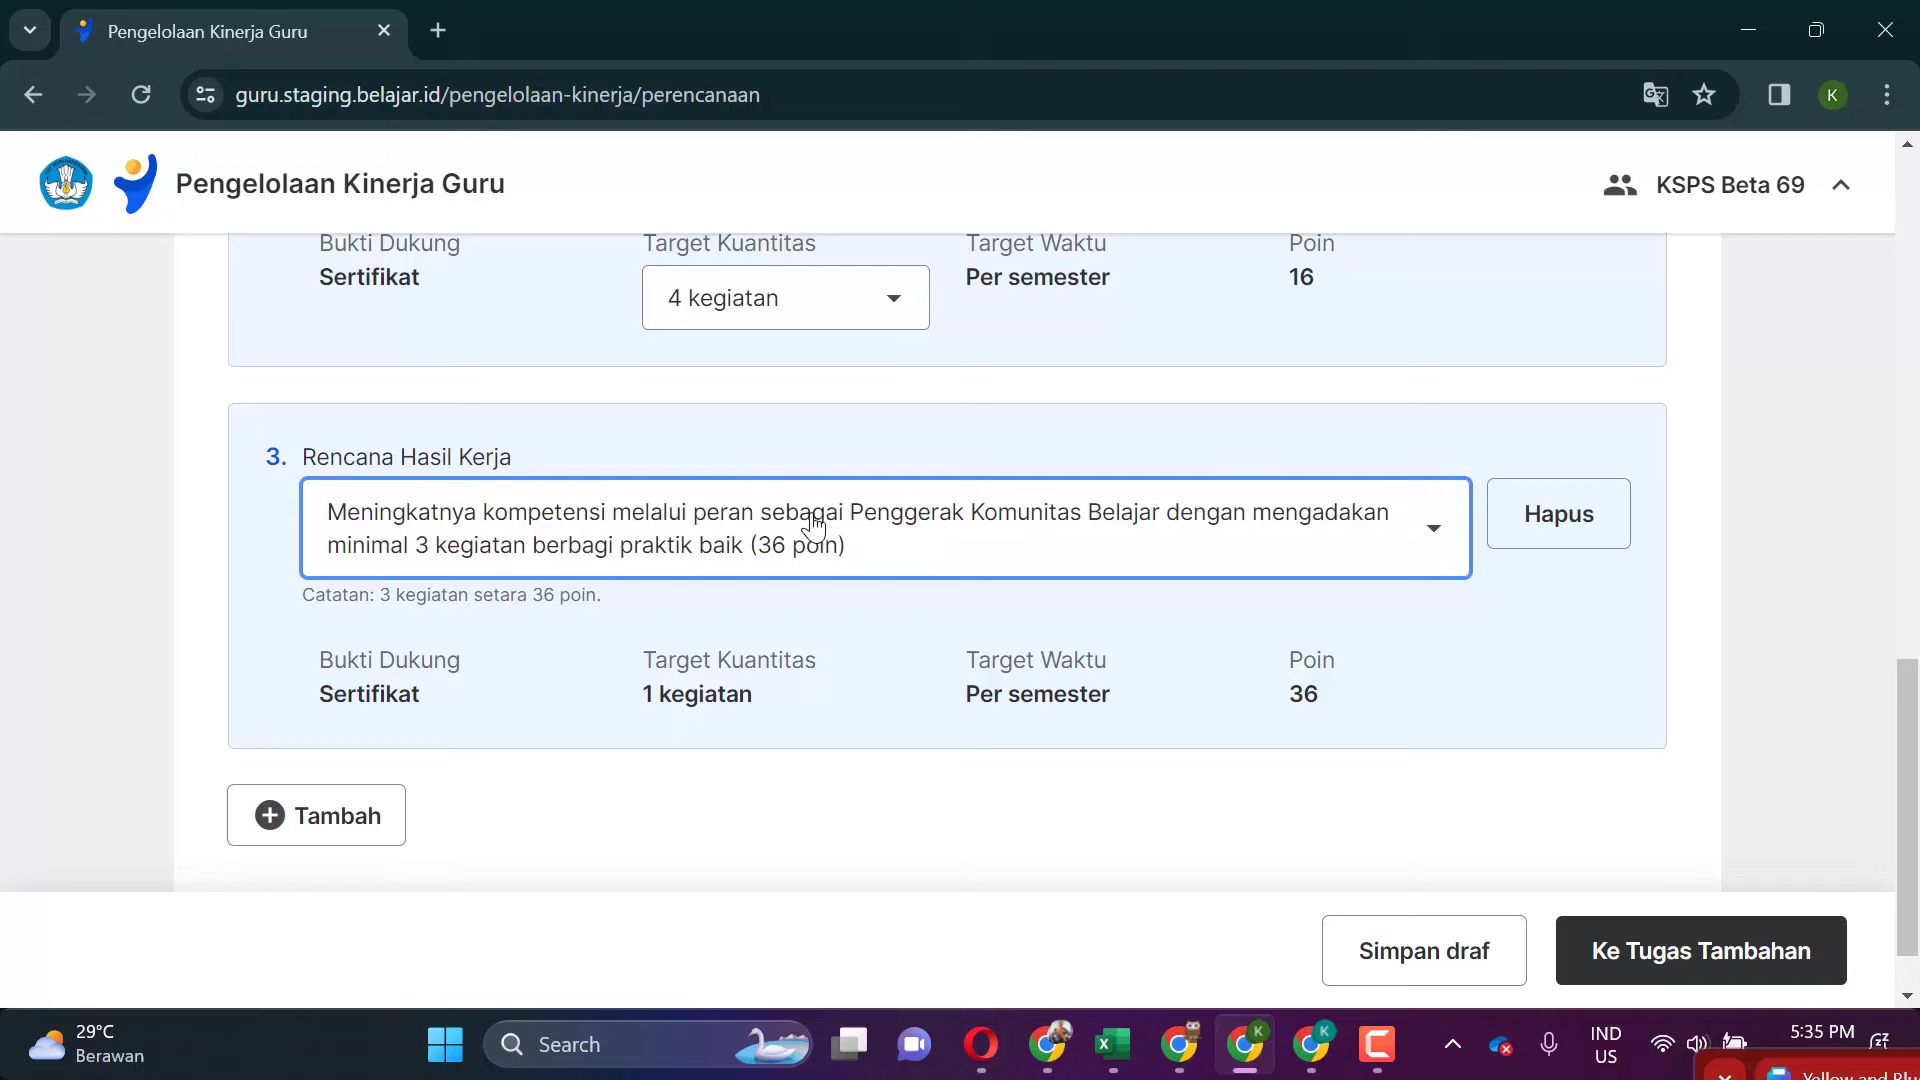 Pengelolaan Kinerja Guru
guru.staging.belajar.id/pengelolaan-kinerja/perencanaan
K
Pengelolaan Kinerja Guru
KSPS Beta 69
Bukti Dukung
Target Kuantitas
Target Waktu
Poin
Sertifikat
4 kegiatan
Per semester
16
3. Rencana Hasil Kerja
Meningkatnya kompetensi melalui peran sebagai Penggerak Komunitas Belajar dengan mengadakan
minimal 3 kegiatan berbagi praktik baik (36 poin)
Hapus
Catatan: 3 kegiatan setara 36 poin.
Bukti Dukung
Target Kuantitas
Target Waktu
Poin
Sertifikat
1 kegiatan
Per semester
36
Tambah
Simpan draf
Ke Tugas Tambahan
29°C
Berawan
Search
K
K
IND
US
5:35 PM